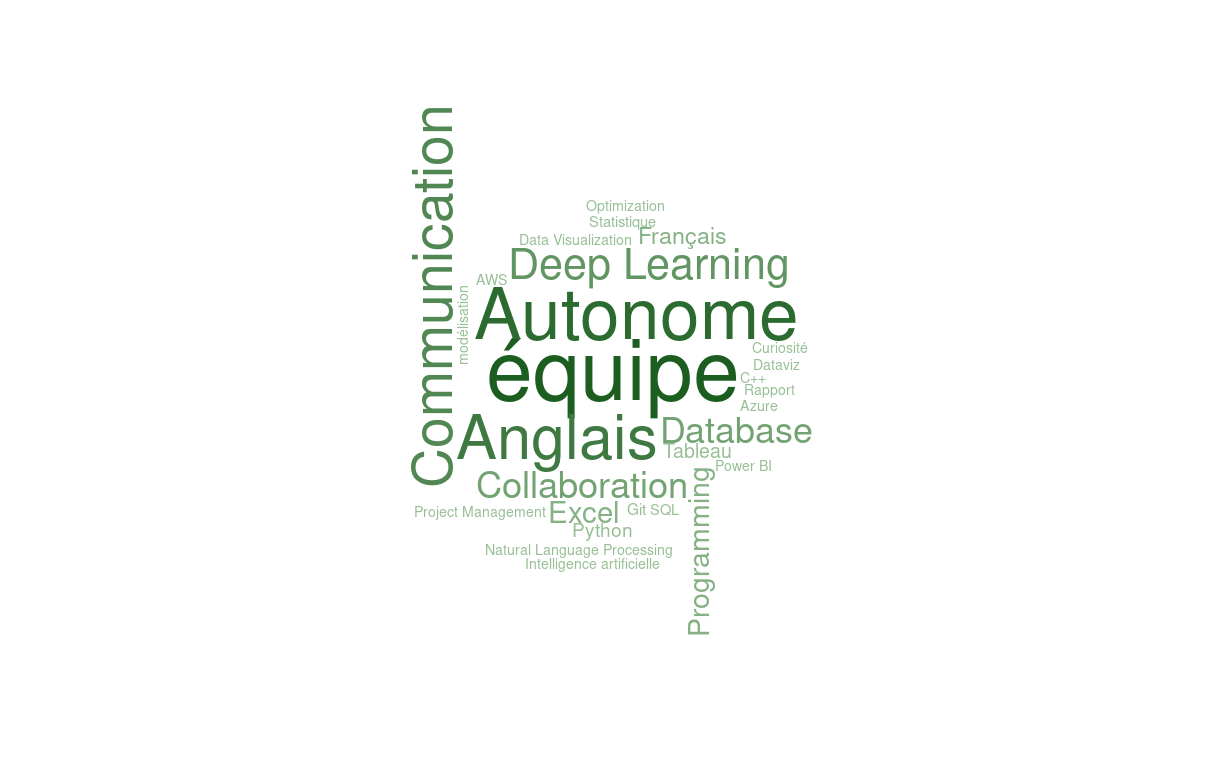 Communication
Optimization
Statistique
Data Visualization
Français
Deep Learning
AWS
modélisation
Autonome
équipe
Curiosité
Dataviz
C++
Rapport
Azure
Anglais
Database
Tableau
Power BI
Collaboration
Programming
Project Management
Excel
Git
SQL
Python
Natural Language Processing
Intelligence artificielle